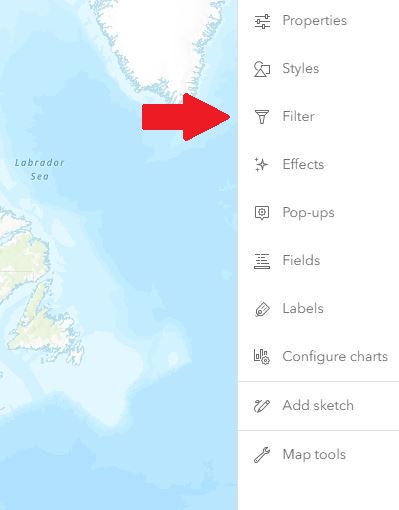 Properties
Styles
Filter
Labrador
Sea
Effects
Pop-ups
Fields
Labels
Configure charts
Add sketch
Map tools